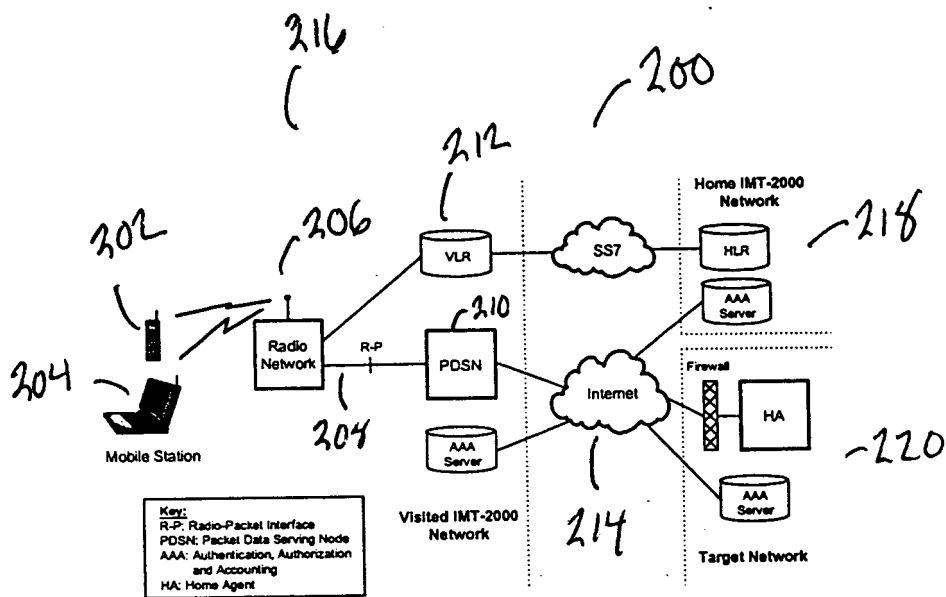 216
200
212
Home IMT-2000
Network
202
206
218
VLR
SS7
HLR
AAA
Server
210
Radio
Network
R-P
PDSN
204
208
Internet
Firewall
HA
220
Mobile Station
AAA
Server
AAA
Server
Key:
R-P: Radio-Packet Interface
PDSN: Packet Data Serving Node
AAA: Authentication, Authorization
and Accounting
HA: Home Agent
Visited IMT-2000
Network
214
Target Network